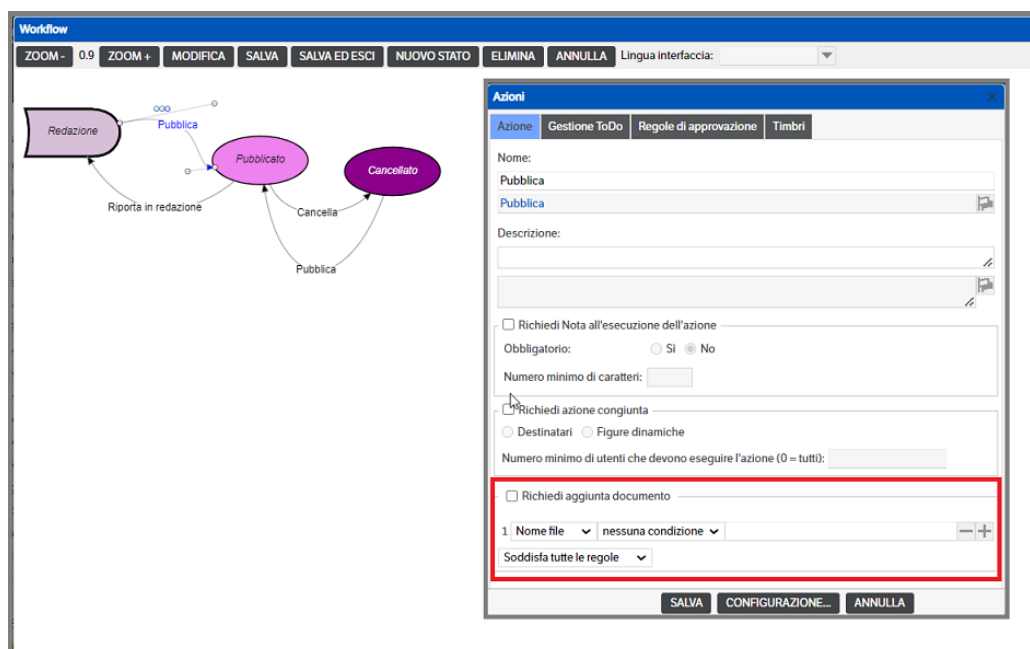 Workflow
ZOOM - 0.9 ZOOM + MODIFICA SALVA SALVA ED ESCI NUOVO STATO ELIMINA ANNULLA Lingua interfaccia:
Redazione
Pubblica
Pubblicato
Cancellato
Riporta in redazione
Cancella
Pubblica
Azioni
Azione Gestione ToDo Regole di approvazione Timbri
Nome:
Pubblica
Pubblica
Descrizione:
Richiedi Nota all'esecuzione dell'azione
Obbligatorio: Sì No
Numero minimo di caratteri:
Richiedi azione congiunta
Destinatari Figure dinamiche
Numero minimo di utenti che devono eseguire l'azione (0 = tutti):
Richiedi aggiunta documento
1 Nome file nessuna condizione
Soddisfa tutte le regole
SALVA CONFIGURAZIONE... ANNULLA